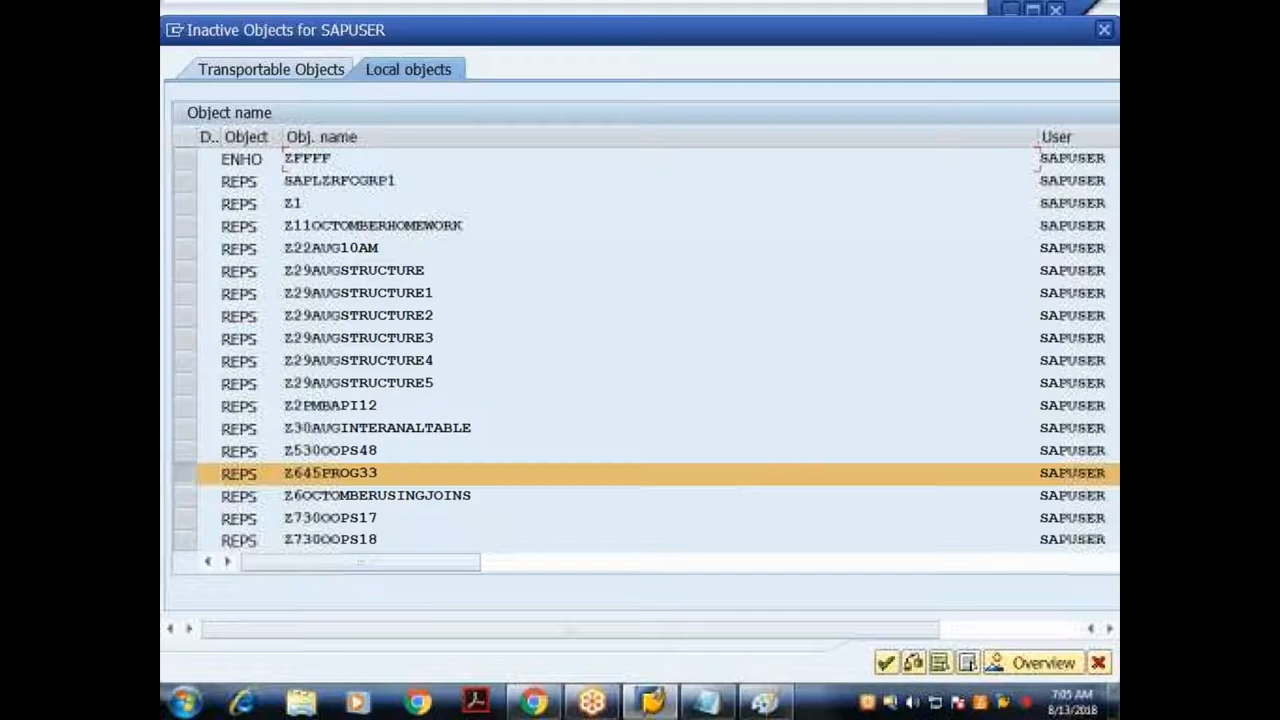 Inactive Objects for SAPUSER
Transportable Objects Local objects
Object name
D.. Object Obj. name User
ENHO ZFFFF SAPUSER
REPS SAPLZRFCGRP1 SAPUSER
REPS Z1 SAPUSER
REPS Z11OCTOMBERHOMEWORK SAPUSER
REPS Z22AUG10AM SAPUSER
REPS Z29AUGSTRUCTURE SAPUSER
REPS Z29AUGSTRUCTURE1 SAPUSER
REPS Z29AUGSTRUCTURE2 SAPUSER
REPS Z29AUGSTRUCTURE3 SAPUSER
REPS Z29AUGSTRUCTURE4 SAPUSER
REPS Z29AUGSTRUCTURE5 SAPUSER
REPS Z2PMBAPI12 SAPUSER
REPS Z30AUGINTERANALTABLE SAPUSER
REPS Z530OOPS48 SAPUSER
REPS Z645PROG33 SAPUSER
REPS Z6OCTOMBERUSINGJOINS SAPUSER
REPS Z730OOPS17 SAPUSER
REPS Z730OOPS18 SAPUSER
Overview
7:05 AM
8/13/2018